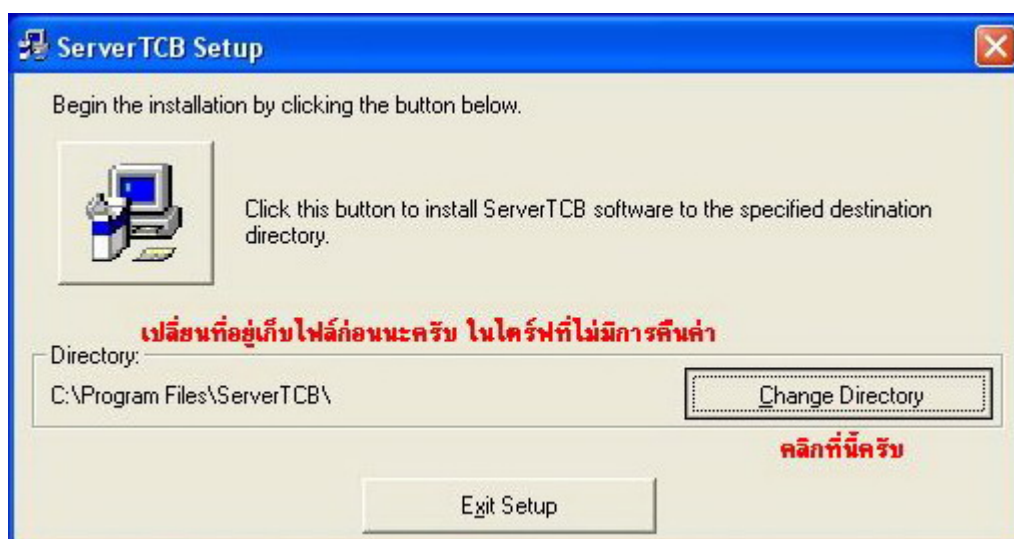 ServerTCB Setup
Begin the installation by clicking the button below.
Click this button to install ServerTCB software to the specified destination
directory.
เปลี่ยนที่อยู่เก็บไฟล์ก่อนนะครับ ในไดร์ฟที่ไม่มีการคืนค่า
Directory:
C:\Program Files\ServerTCB\
Change Directory
คลิกที่นี้ครับ
Exit Setup